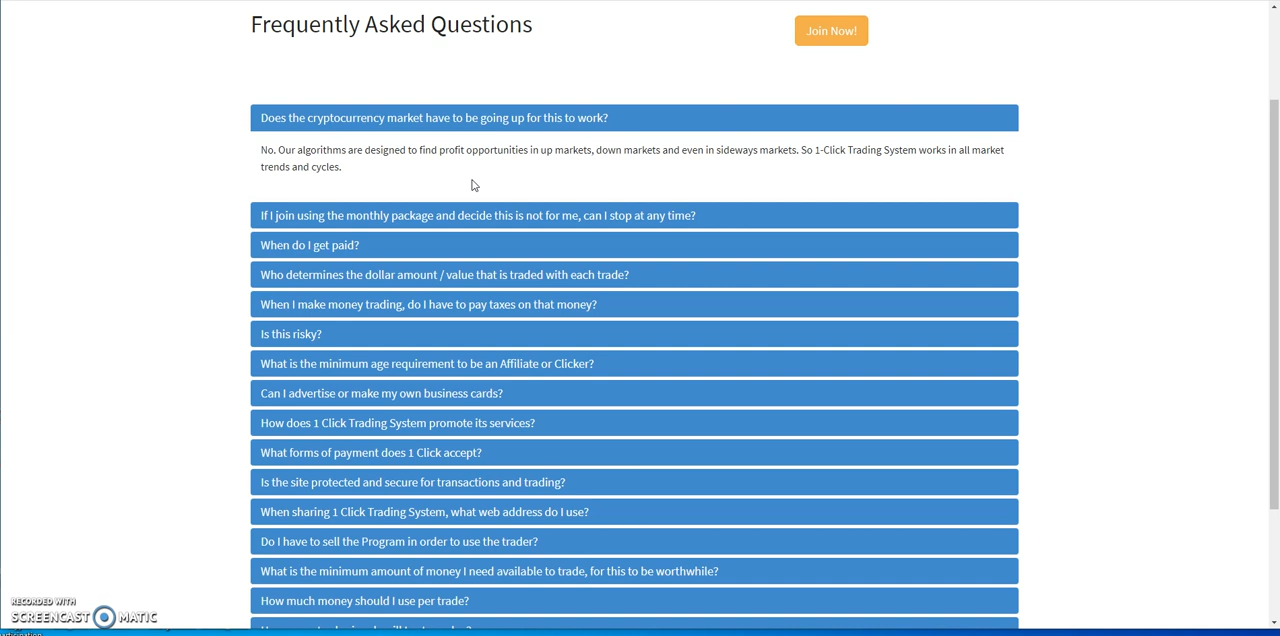 Frequently Asked Questions
Join Now!
Does the cryptocurrency market have to be going up for this to work?
No. Our algorithms are designed to find profit opportunities in up markets, down markets and even in sideways markets. So 1-Click Trading System works in all market
trends and cycles.
If I join using the monthly package and decide this is not for me, can I stop at any time?
When do I get paid?
Who determines the dollar amount / value that is traded with each trade?
When I make money trading, do I have to pay taxes on that money?
Is this risky?
What is the minimum age requirement to be an Affiliate or Clicker?
Can I advertise or make my own business cards?
How does 1 Click Trading System promote its services?
What forms of payment does 1 Click accept?
Is the site protected and secure for transactions and trading?
When sharing 1 Click Trading System, what web address do I use?
Do I have to sell the Program in order to use the trader?
What is the minimum amount of money I need available to trade, for this to be worthwhile?
How much money should I use per trade?
RECORDED WITH
SCREENCAST MATIC